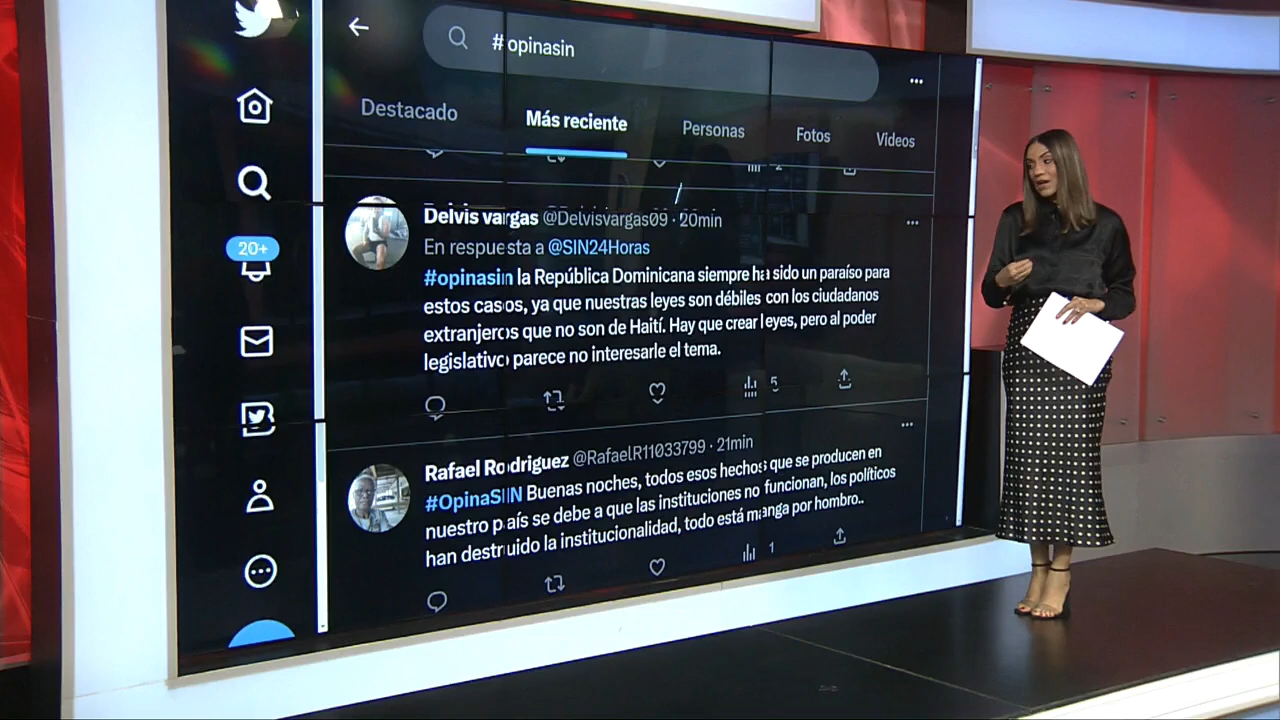 #opinasin
Destacado
Más reciente
Personas
Fotos
Videos
2
20+
Delvis vargas @Delvisvargas09 · 20min
En respuesta a @SIN24Horas
#opinasin la República Dominicana siempre ha sido un paraíso para
estos casos, ya que nuestras leyes son débiles con los ciudadanos
extranjeros que no son de Haití. Hay que crear leyes, pero al poder
legislativo parece no interesarle el tema.
5
Rafael Rodriguez @RafaelR11033799 · 21min
#OpinaSIIN Buenas noches, todos esos hechos que se producen en
nuestro país se debe a que las instituciones no funcionan, los políticos
han destruido la institucionalidad, todo está manga por hombro..
1